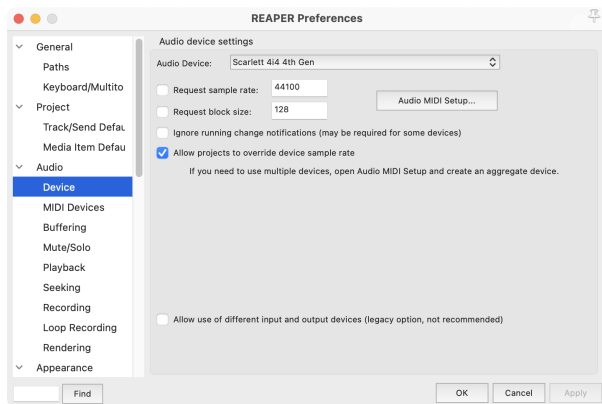 REAPER Preferences
General
Paths
Keyboard/Multito
Project
Track/Send Defau
Media Item Defau
Audio
Device
MIDI Devices
Buffering
Mute/Solo
Playback
Seeking
Recording
Loop Recording
Rendering
Appearance
Find
Audio device settings
Audio Device: Scarlett 4i4 4th Gen
Request sample rate: 44100
Request block size: 128
Audio MIDI Setup...
Ignore running change notifications (may be required for some devices)
Allow projects to override device sample rate
If you need to use multiple devices, open Audio MIDI Setup and create an aggregate device.
Allow use of different input and output devices (legacy option, not recommended)
OK Cancel Apply